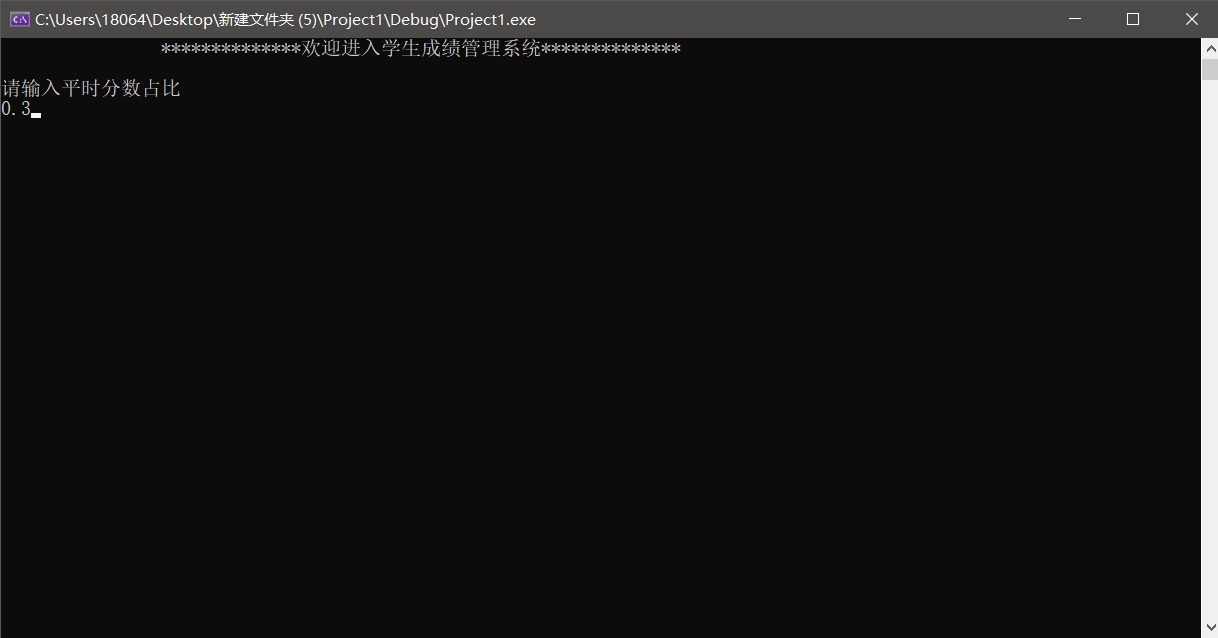 C:\Users\18064\Desktop\新建文件夹 (5)\Project1\Debug\Project1.exe
**************欢迎进入学生成绩管理系统**************
请输入平时分数占比
0.3